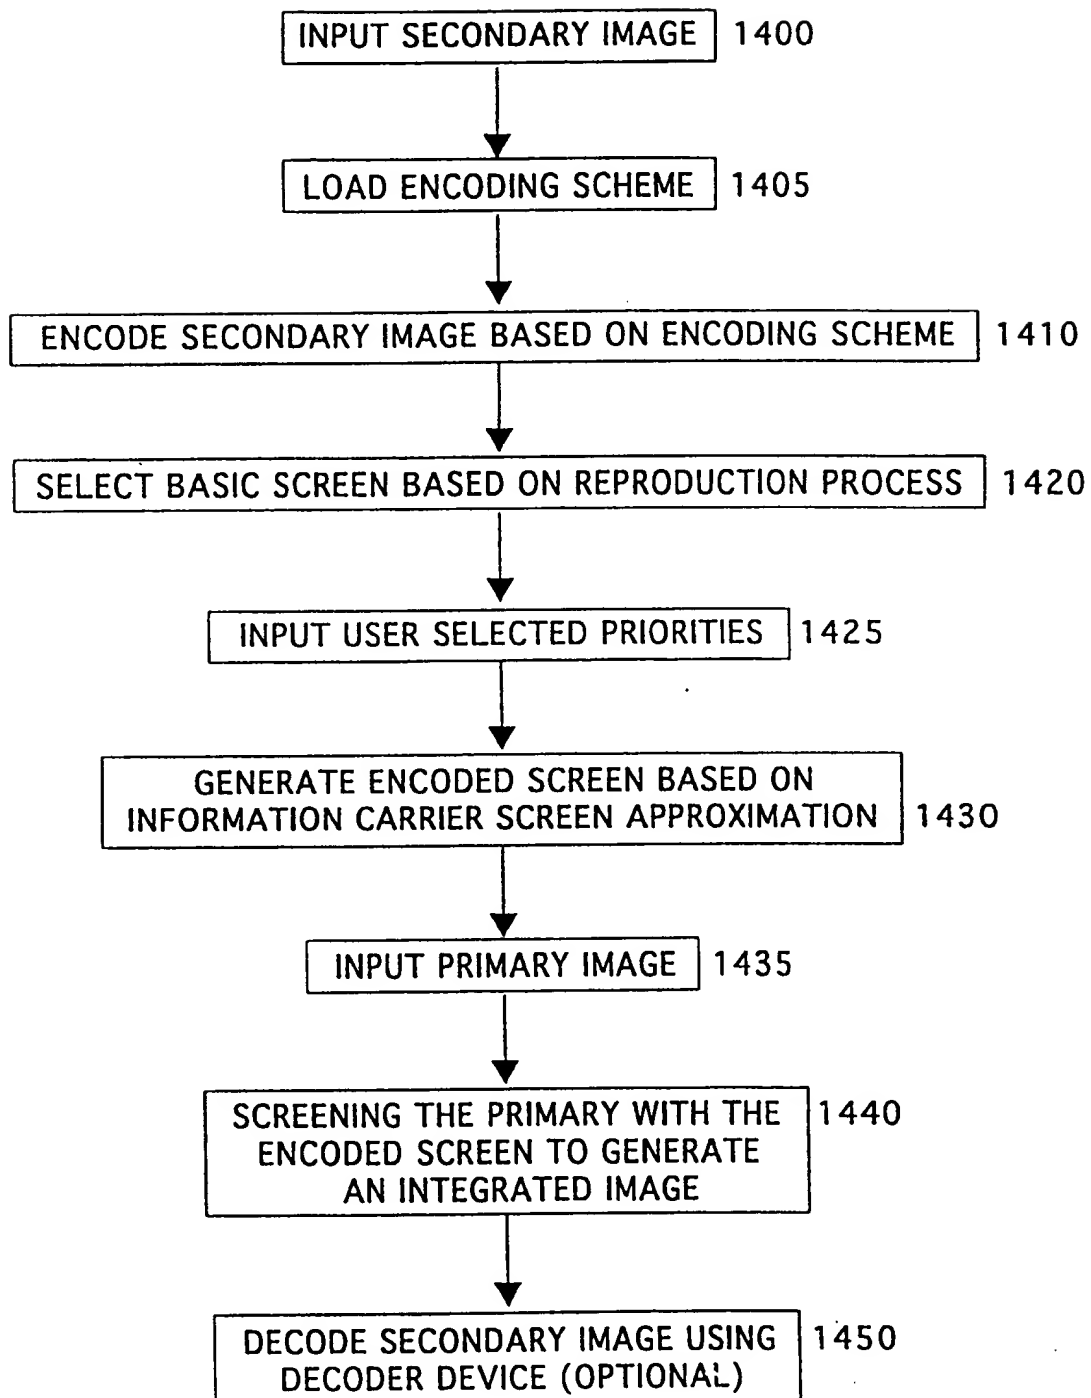 INPUT SECONDARY IMAGE 1400
LOAD ENCODING SCHEME 1405
ENCODE SECONDARY IMAGE BASED ON ENCODING SCHEME 1410
SELECT BASIC SCREEN BASED ON REPRODUCTION PROCESS 1420
INPUT USER SELECTED PRIORITIES 1425
GENERATE ENCODED SCREEN BASED ON
INFORMATION CARRIER SCREEN APPROXIMATION 1430
INPUT PRIMARY IMAGE 1435
SCREENING THE PRIMARY WITH THE 1440
ENCODED SCREEN TO GENERATE
AN INTEGRATED IMAGE
DECODE SECONDARY IMAGE USING 1450
DECODER DEVICE (OPTIONAL)